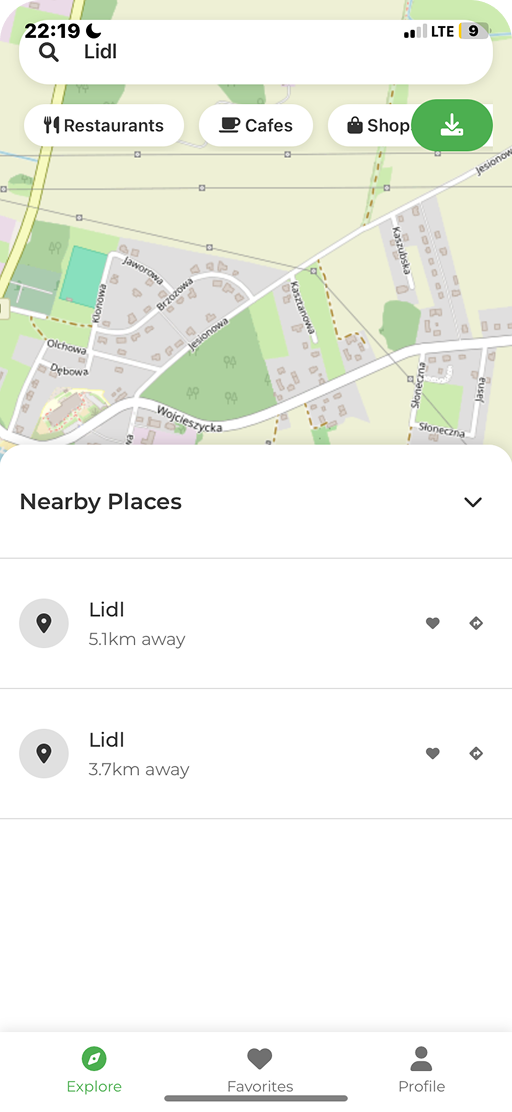 22:19 LTE 9
Lidl
Restaurants Cafes Shop
Jesionowa
Kaszubska
Jaworowa
Brzozowa
Klonowa
Kasztanowa
Jesionowa
Olchowa
Dębowa
Słoneczna
Jasna
Wojcieszycka
Słoneczna
wa
Nearby Places
Lidl
5.1km away
Lidl
3.7km away
Explore Favorites Profile